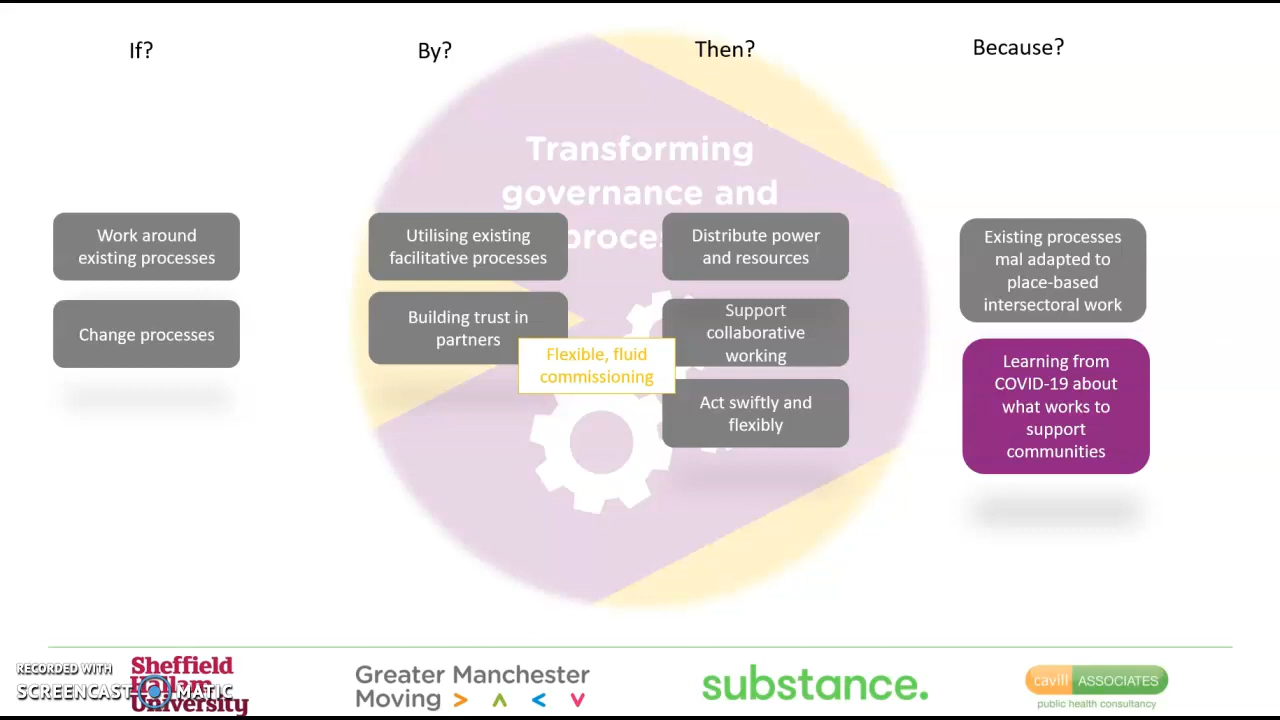 If?
By?
Then?
Because?
Transforming
governance and
Work around
existing processes
Change processes
Utilising existing
facilitative processes
Building trust in
partners
Flexible, fluid
commissioning
Distribute power
and resources
Support
collaborative
working
Act swiftly and
flexibly
Existing processes
mal adapted to
place-based
intersectoral work
Learning from
COVID-19 about
what works to
support
communities
RECORDED WITH
SCREENCAST MATIC
Sheffield
Hallam
University
Greater Manchester
Moving
substance.
cavill ASSOCIATES
public health consultancy